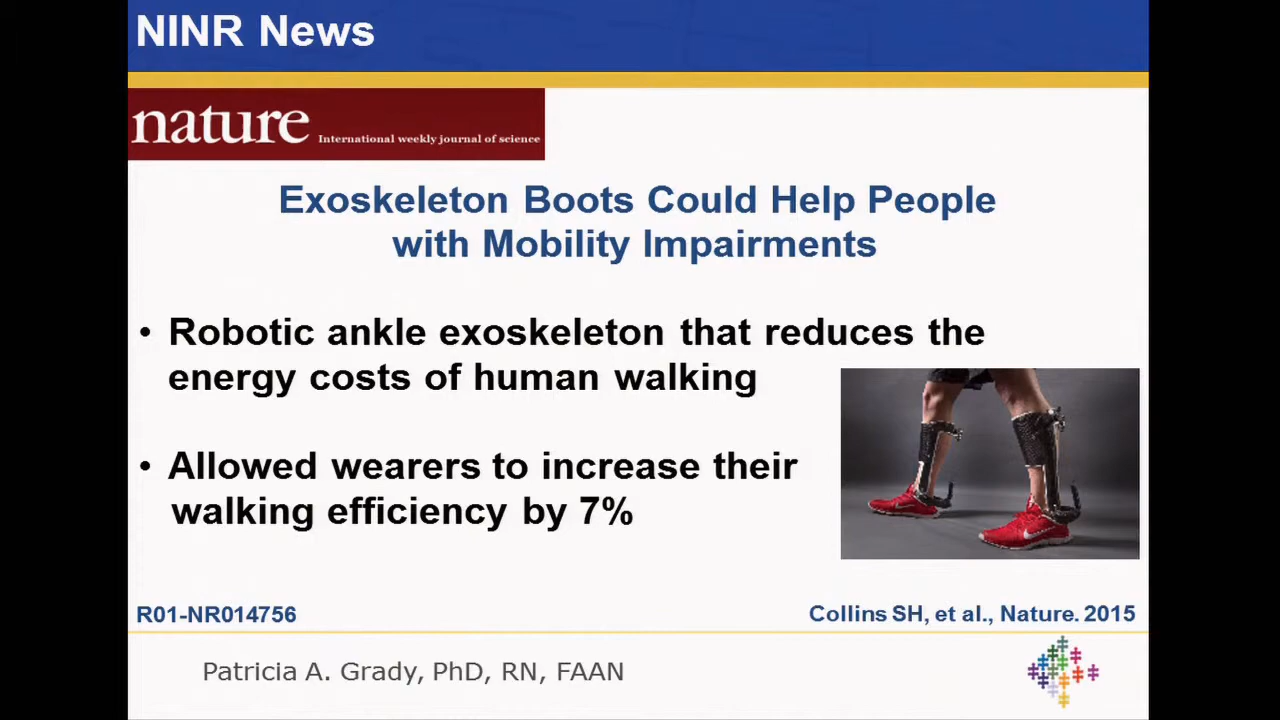 NINR News
nature International weekly journal of science
Exoskeleton Boots Could Help People
with Mobility Impairments
• Robotic ankle exoskeleton that reduces the
energy costs of human walking
• Allowed wearers to increase their
walking efficiency by 7%
R01-NR014756
Collins SH, et al., Nature. 2015
Patricia A. Grady, PhD, RN, FAAN